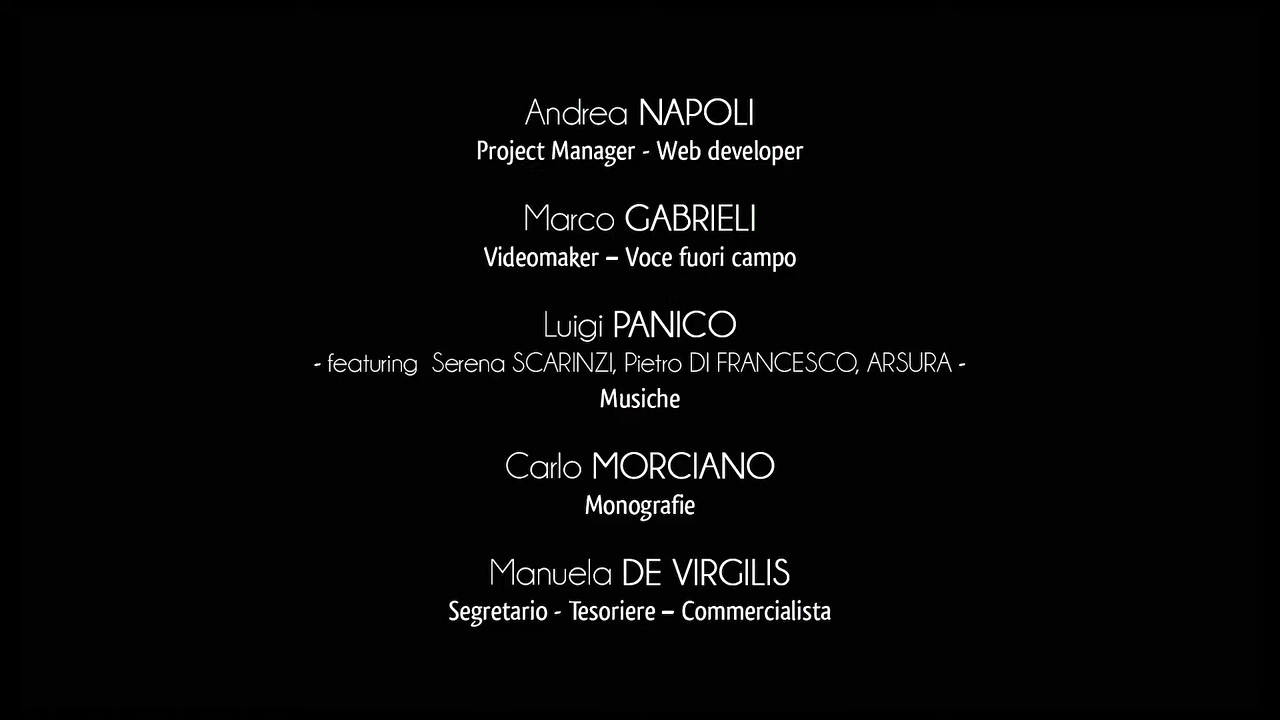 Andrea NAPOLI
Project Manager - Web developer
Marco GABRIELI
Videomaker – Voce fuori campo
Luigi PANICO
- featuring  Serena SCARINZI, Pietro DI FRANCESCO, ARSURA -
Musiche
Carlo MORCIANO
Monografie
Manuela DE VIRGILIS
Segretario - Tesoriere – Commercialista